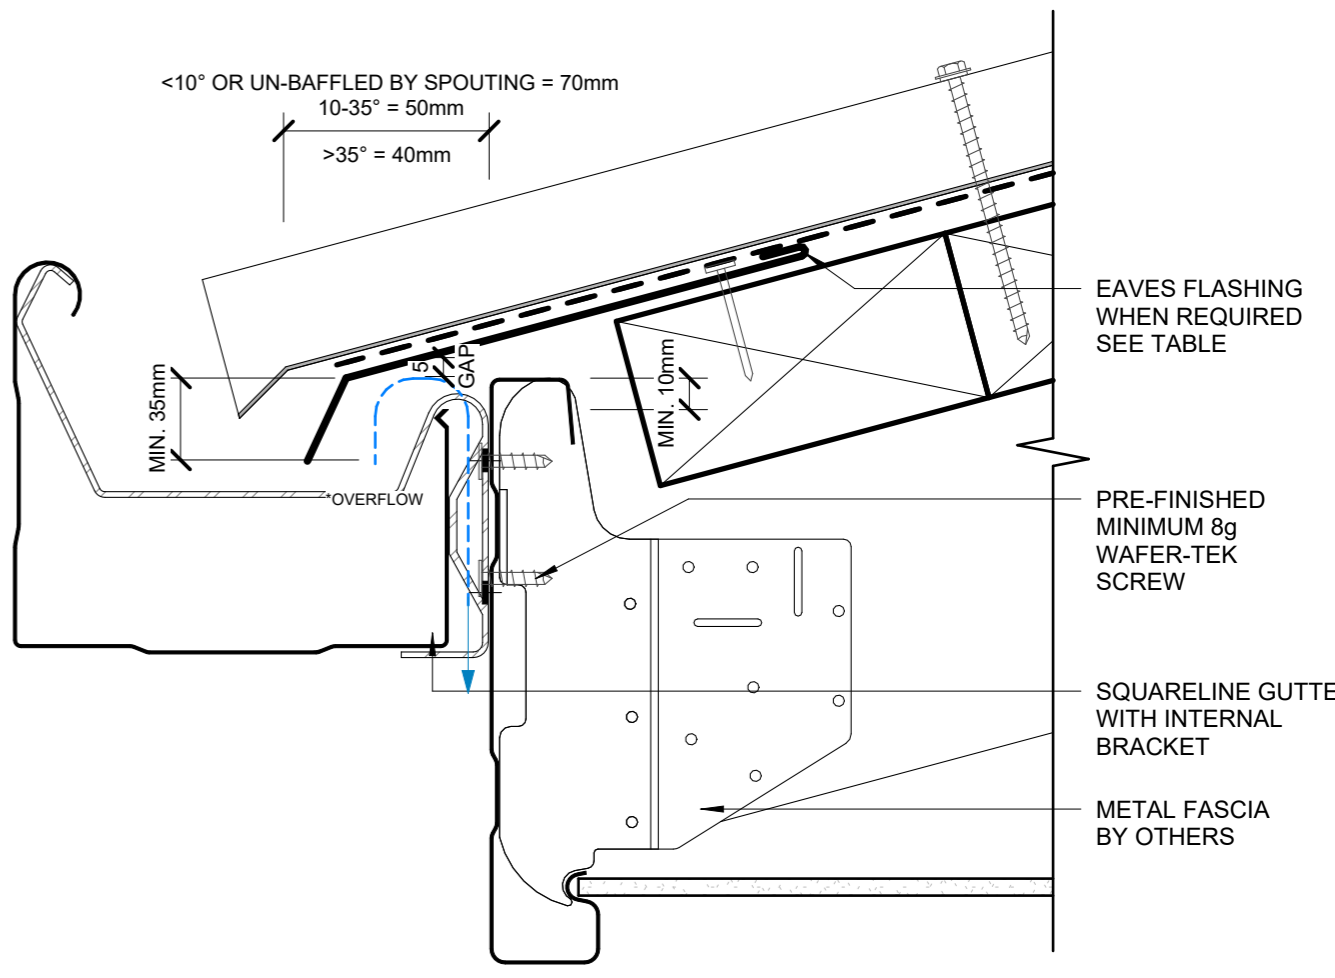 <10° OR UN-BAFFLED BY SPOUTING = 70mm
10-35° = 50mm
>35° = 40mm
EAVES FLASHING
WHEN REQUIRED
SEE TABLE
5
GAP
MIN. 35mm
MIN. 10mm
*OVERFLOW
PRE-FINISHED
MINIMUM 8g
WAFER-TEK
SCREW
SQUARELINE GUTTE
WITH INTERNAL
BRACKET
METAL FASCIA
BY OTHERS